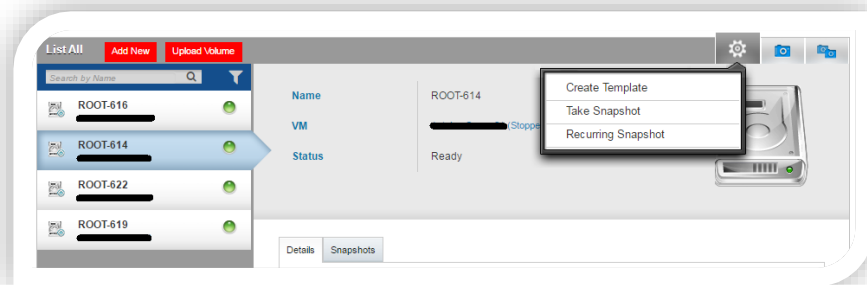 List All
Add New
Upload Volume
Search by Name
ROOT-616
ROOT-614
ROOT-622
ROOT-619
Name ROOT-614
VM (Stoppe
Status Ready
Create Template
Take Snapshot
Recurring Snapshot
Details
Snapshots